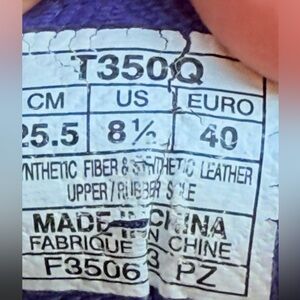 T350Q
CM US EURO
25.5 8½ 40
YNTHETIC FIBER & SYNTHETIC LEATHER
UPPER/RUBBER SOLE
MADE IN CHINA
FABRIQUE EN CHINE
F3506 PZ